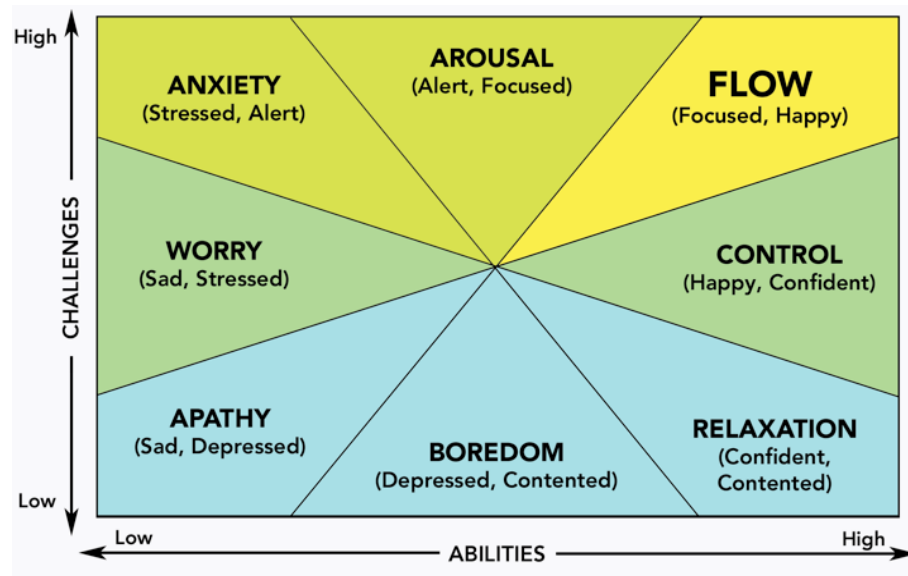 High
ANXIETY
(Stressed, Alert)
AROUSAL
(Alert, Focused)
FLOW
(Focused, Happy)
CHALLENGES
WORRY
(Sad, Stressed)
CONTROL
(Happy, Confident)
APATHY
(Sad, Depressed)
BOREDOM
(Depressed, Contented)
RELAXATION
(Confident,
Contented)
Low
Low
ABILITIES
High